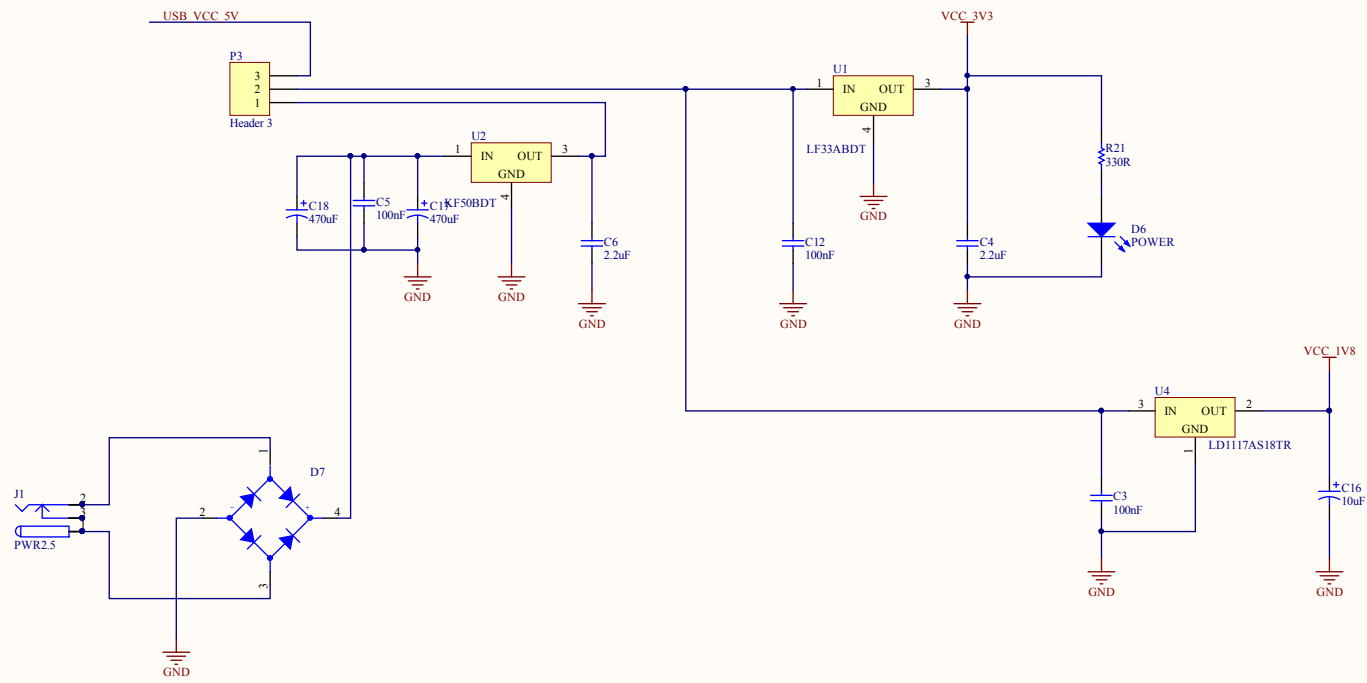 USB_VCC_5V
VCC_3V3
P3
3
2
1
Header 3
U1
1
IN
OUT
3
GND
4
LF33ABDT
GND
U2
1
IN
OUT
3
GND
4
KF50BDT
C18
470uF
C5
100nF
C17
470uF
GND
GND
C6
2.2uF
GND
C12
100nF
GND
C4
2.2uF
GND
R21
330R
D6
POWER
VCC_1V8
U4
3
IN
OUT
2
GND
1
LD1117AS18TR
C3
100nF
GND
C16
10uF
GND
J1
2
3
1
PWR2.5
D7
1
2
4
3
GND